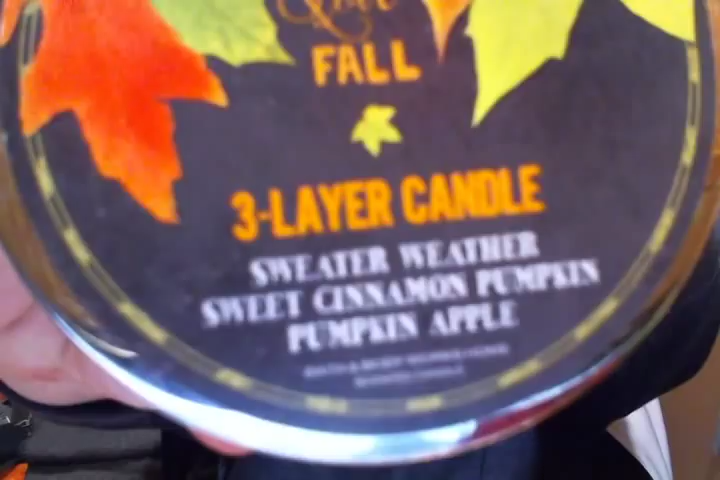 FALL
3-LAYER CANDLE
SWEATER WEATHER
SWEET CINNAMON PUMPKIN
PUMPKIN APPLE